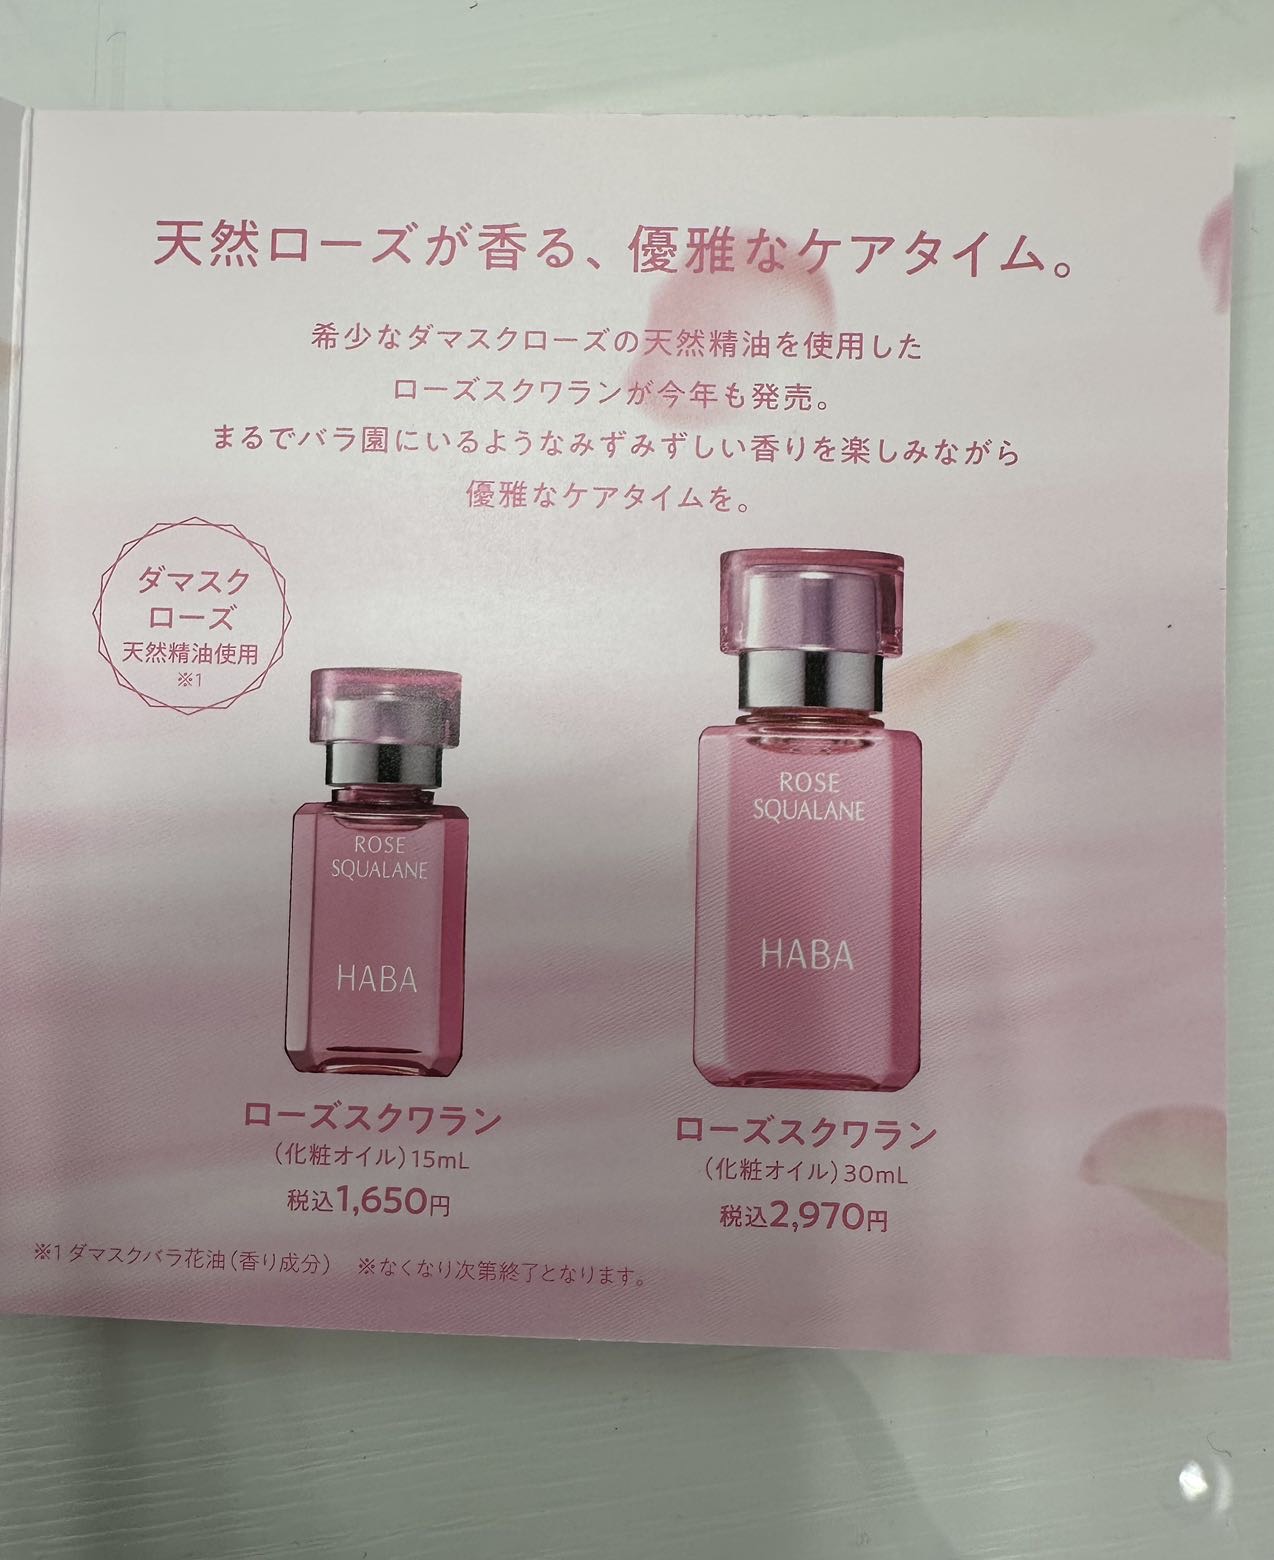 天然ローズが香る、優雅なケアタイム。
希少なダマスクローズの天然精油を使用した
ローズスクワランが今年も発売。
まるでバラ園にいるようなみずみずしい香りを楽しみながら
優雅なケアタイムを。
ダマスク
ローズ
天然精油使用
※1
ROSE
SQUALANE
HABA
ROSE
SQUALANE
HABA
ローズスクワラン
(化粧オイル)15mL
税込1,650円
ローズスクワラン
(化粧オイル)30mL
税込2,970円
※1 ダマスクバラ花油(香り成分) ※なくなり次第終了となります。